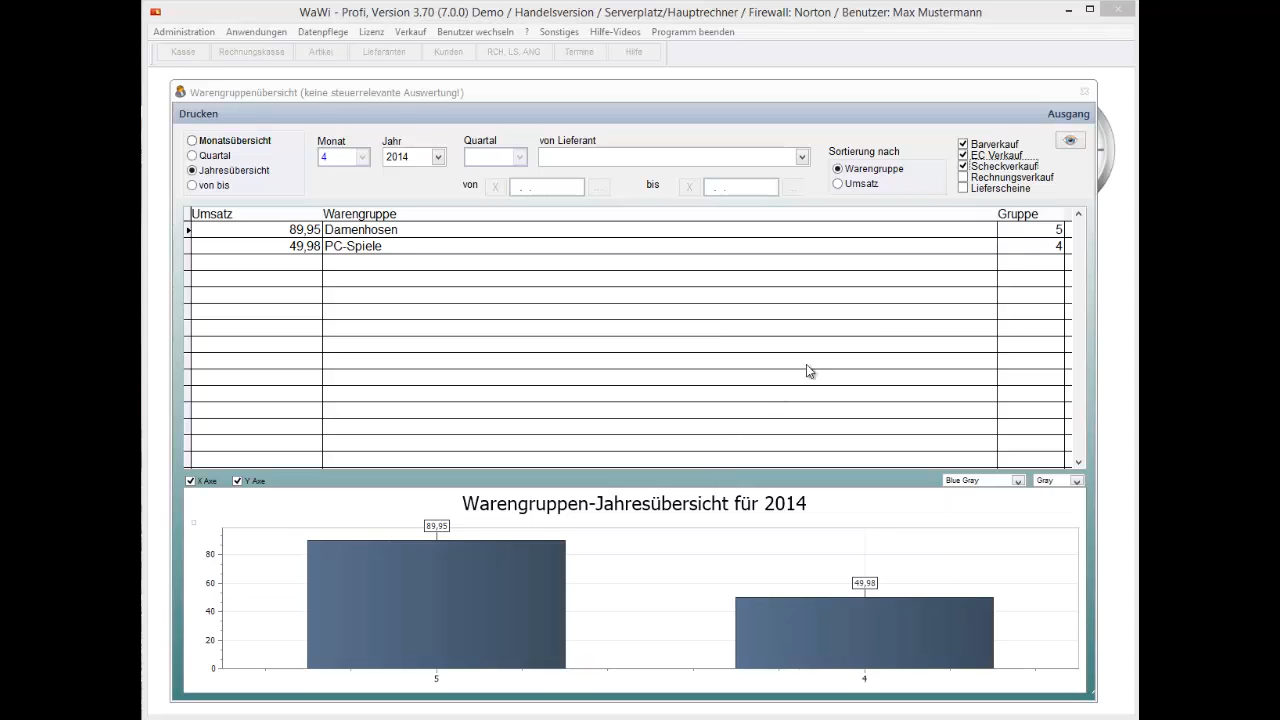 WaWi - Profi, Version 3.70 (7.0.0) Demo / Handelsversion / Serverplatz/Hauptrechner / Firewall: Norton / Benutzer: Max Mustermann
Administration Anwendungen Datenpflege Lizenz Verkauf Benutzer wechseln ? Sonstiges Hilfe-Videos Programm beenden
Kasse Rechnungskasse Artikel Lieferanten Kunden RCH, LS, ANG Termine Hilfe
Warengruppenübersicht (keine steuerrelevante Auswertung!)
Drucken Ausgang
Monatsübersicht
Quartal
Jahresübersicht
von bis
Monat Jahr Quartal von Lieferant
4 2014
von X . . ... bis X . . ...
Sortierung nach
Warengruppe
Umsatz
Barverkauf
EC Verkauf
Scheckverkauf
Rechnungsverkauf
Lieferscheine
Umsatz Warengruppe Gruppe
89,95 Damenhosen 5
49,98 PC-Spiele 4
X Axe Y Axe Blue Gray Gray
Warengruppen-Jahresübersicht für 2014
89,95
49,98
80
60
40
20
0
5 4